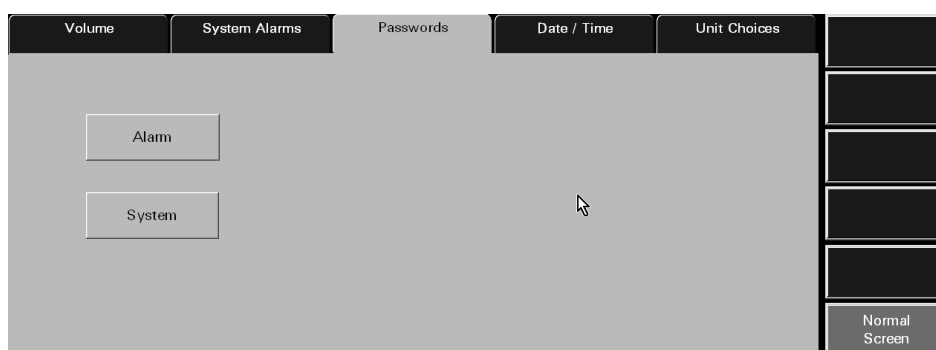 Volume
System Alarms
Passwords
Date / Time
Unit Choices
Alarm
System
Normal
Screen